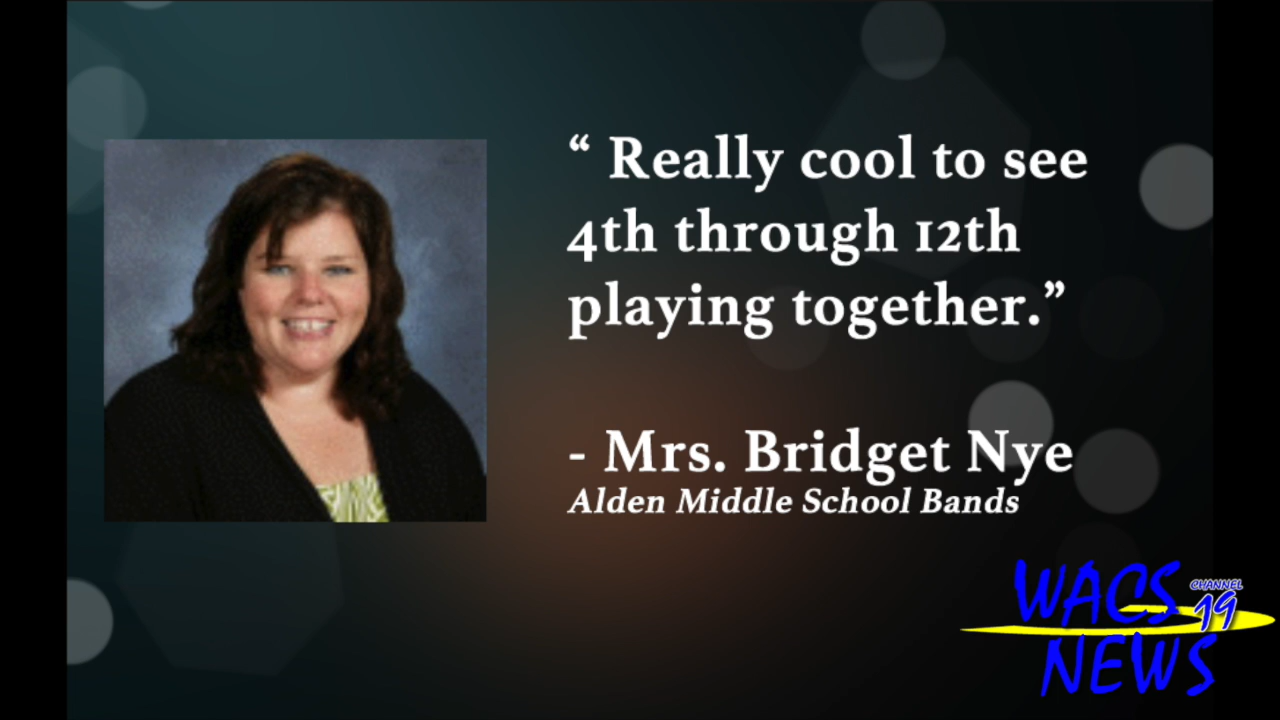 “ Really cool to see
4th through 12th
playing together.”
- Mrs. Bridget Nye
Alden Middle School Bands
WACS
CHANNEL
19
NEWS